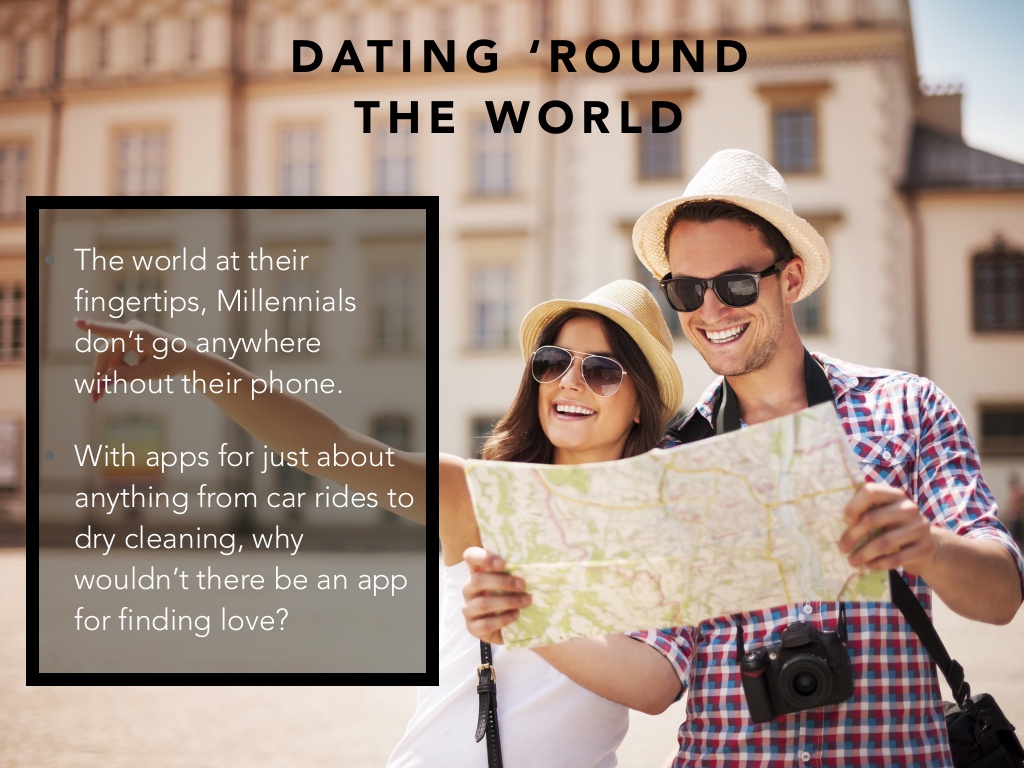 DATING ‘ROUND
THE WORLD
• The world at their
fingertips, Millennials
don’t go anywhere
without their phone.
• With apps for just about
anything from car rides to
dry cleaning, why
wouldn’t there be an app
for finding love?